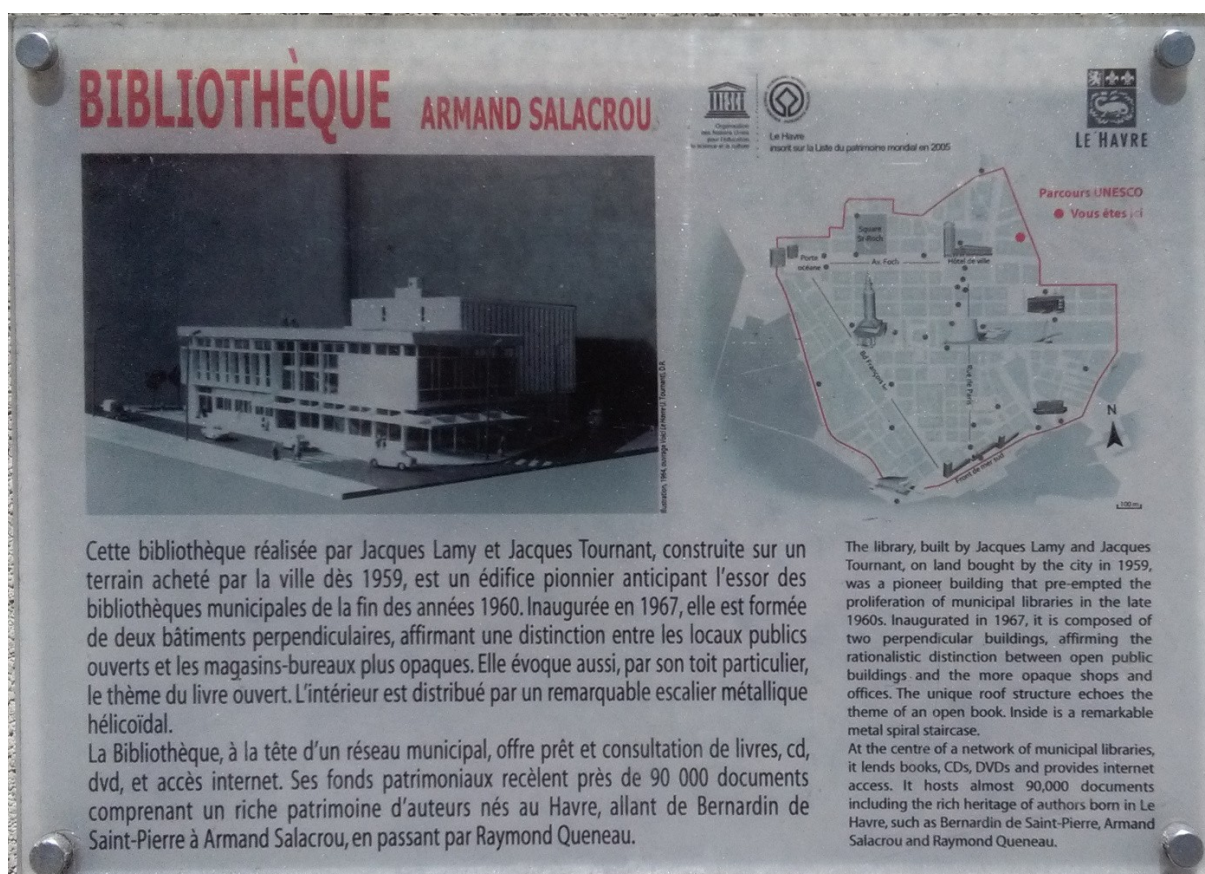 BIBLIOTHÈQUE ARMAND SALACROU
UNESCO
Organisation
des Nations Unies
pour l'éducation,
la science et la culture
Le Havre
inscrit sur la Liste du patrimoine mondial en 2005
LE HAVRE
Parcours UNESCO
Vous êtes ici
Square
St-Roch
Porte
océane
Av. Foch
Hôtel de ville
Bd François 1er
Rue de Paris
N
Front de mer sud
100 m
Cette bibliothèque réalisée par Jacques Lamy et Jacques Tournant, construite sur un
terrain acheté par la ville dès 1959, est un édifice pionnier anticipant l'essor des
bibliothèques municipales de la fin des années 1960. Inaugurée en 1967, elle est formée
de deux bâtiments perpendiculaires, affirmant une distinction entre les locaux publics
ouverts et les magasins-bureaux plus opaques. Elle évoque aussi, par son toit particulier,
le thème du livre ouvert. L'intérieur est distribué par un remarquable escalier métallique
hélicoïdal.
La Bibliothèque, à la tête d'un réseau municipal, offre prêt et consultation de livres, cd,
dvd, et accès internet. Ses fonds patrimoniaux recèlent près de 90 000 documents
comprenant un riche patrimoine d'auteurs nés au Havre, allant de Bernardin de
Saint-Pierre à Armand Salacrou, en passant par Raymond Queneau.
The library, built by Jacques Lamy and Jacques
Tournant, on land bought by the city in 1959,
was a pioneer building that pre-empted the
proliferation of municipal libraries in the late
1960s. Inaugurated in 1967, it is composed of
two perpendicular buildings, affirming the
rationalistic distinction between open public
buildings and the more opaque shops and
offices. The unique roof structure echoes the
theme of an open book. Inside is a remarkable
metal spiral staircase.
At the centre of a network of municipal libraries,
it lends books, CDs, DVDs and provides internet
access. It hosts almost 90,000 documents
including the rich heritage of authors born in Le
Havre, such as Bernardin de Saint-Pierre, Armand
Salacrou and Raymond Queneau.